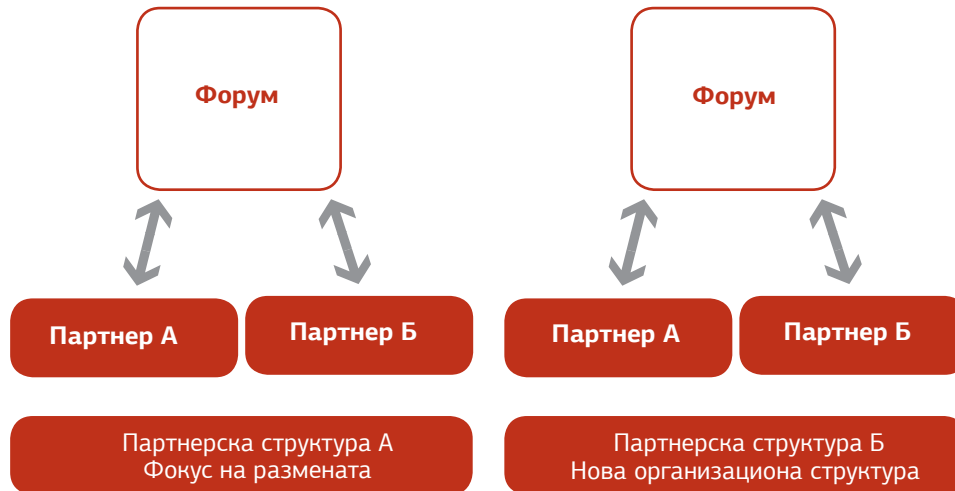 Форум
Форум
Партнер А
Партнер Б
Партнер А
Партнер Б
Партнерска структура А
Фокус на размената
Партнерска структура Б
Нова организациона структура